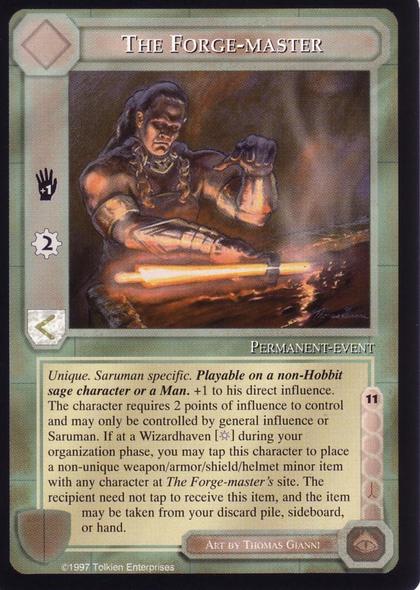 THE FORGE-MASTER
+1
2
PERMANENT-EVENT
Unique. Saruman specific. Playable on a non-Hobbit
sage character or a Man. +1 to his direct influence.
The character requires 2 points of influence to control
and may only be controlled by general influence or
Saruman. If at a Wizardhaven [ ] during your
organization phase, you may tap this character to place
a non-unique weapon/armor/shield/helmet minor item
with any character at The Forge-master's site. The
recipient need not tap to receive this item, and the item
may be taken from your discard pile, sideboard,
or hand.
11
ART BY THOMAS GIANNI
©1997 Tolkien Enterprises